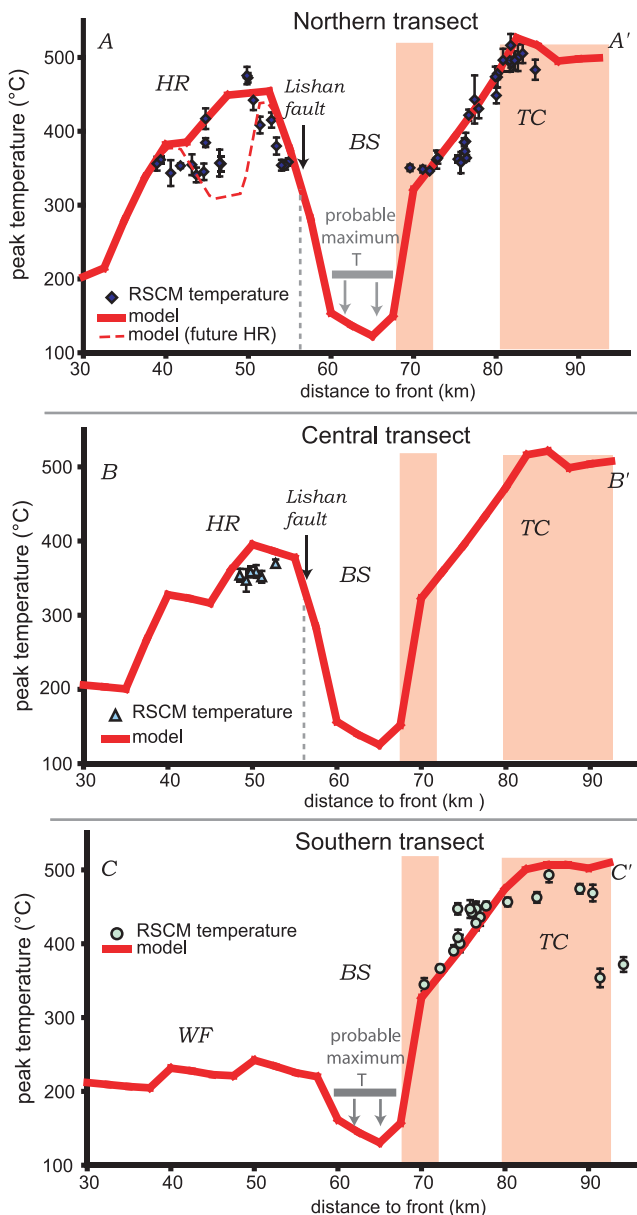 Northern transect
A
A'
500
400
300
200
100
peak temperature (°C)
HR
Lishan
fault
BS
TC
probable
maximum
T
RSCM temperature
model
model (future HR)
30
40
50
60
70
80
90
distance to front (km)
Central transect
B
B'
500
400
300
200
100
peak temperature (°C)
HR
Lishan
fault
BS
TC
RSCM temperature
model
30
40
50
60
70
80
90
distance to front (km )
Southern transect
C
C'
500
400
300
200
100
peak temperature (°C)
RSCM temperature
model
BS
TC
WF
probable
maximum
T
30
40
50
60
70
80
90
distance to front (km)